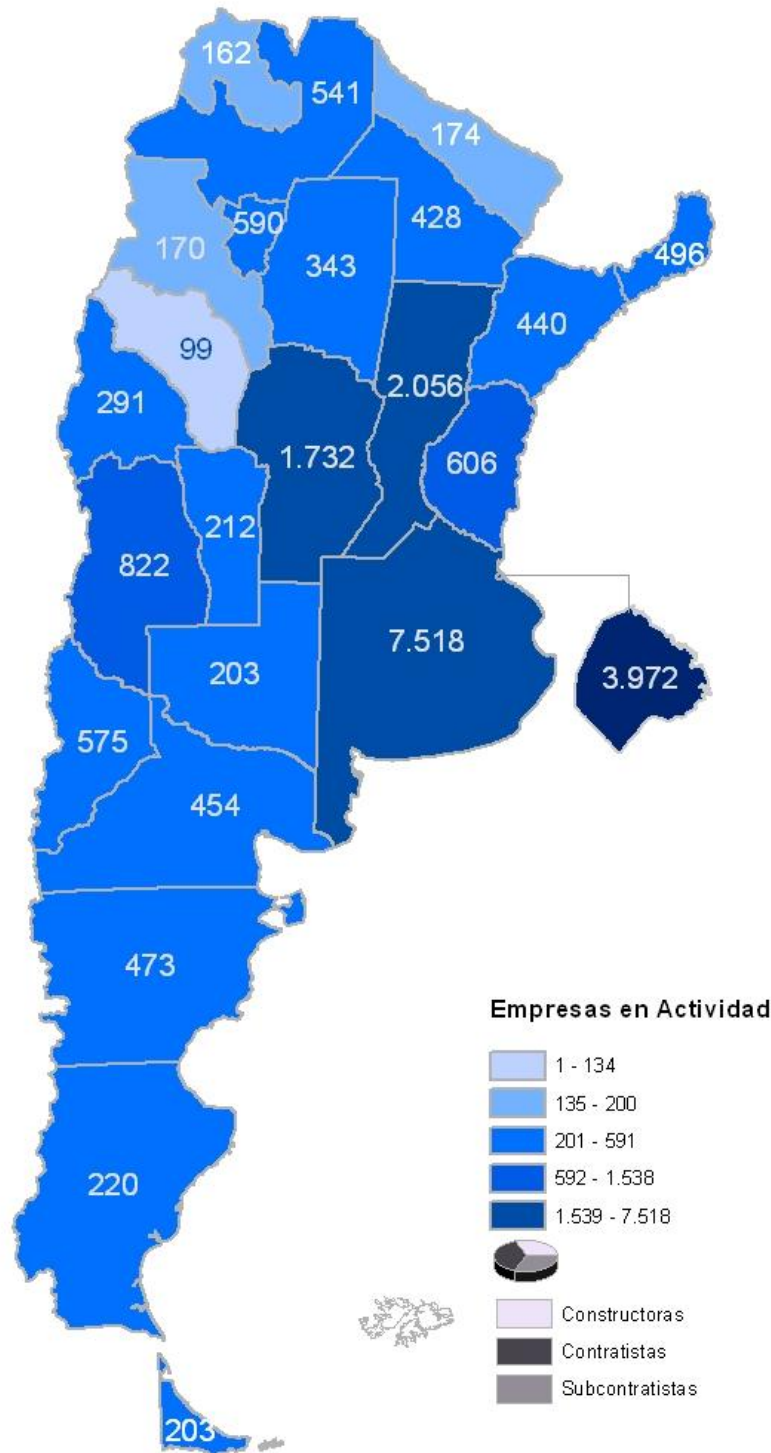 162
541
174
590
428
170
343
496
440
99
2.056
291
1.732
606
212
822
7.518
203
3.972
575
454
473
220
203
Empresas en Actividad
1 - 134
135 - 200
201 - 591
592 - 1.538
1.539 - 7.518
Constructoras
Contratistas
Subcontratistas